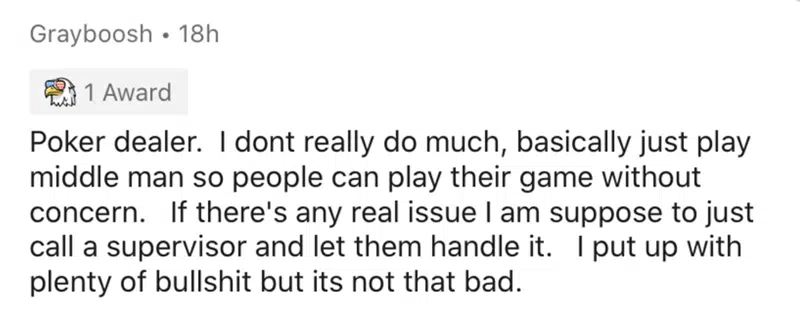 Grayboosh • 18h
1 Award
Poker dealer.  I dont really do much, basically just play
middle man so people can play their game without
concern.   If there's any real issue I am suppose to just
call a supervisor and let them handle it.   I put up with
plenty of bullshit but its not that bad.